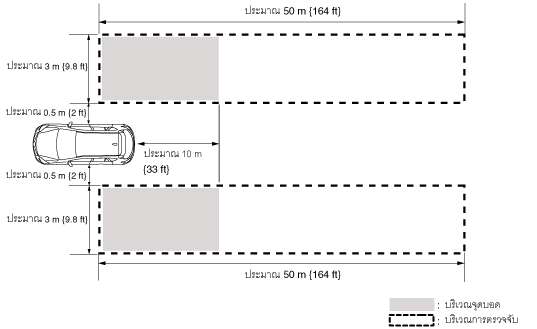 ประมาณ 50 m {164 ft}
ประมาณ 3 m {9.8 ft}
ประมาณ 0.5 m {2 ft}
ประมาณ 10 m
{33 ft}
ประมาณ 0.5 m {2 ft}
ประมาณ 3 m {9.8 ft}
ประมาณ 50 m {164 ft}
: บริเวณจุดบอด
: บริเวณการตรวจจับ